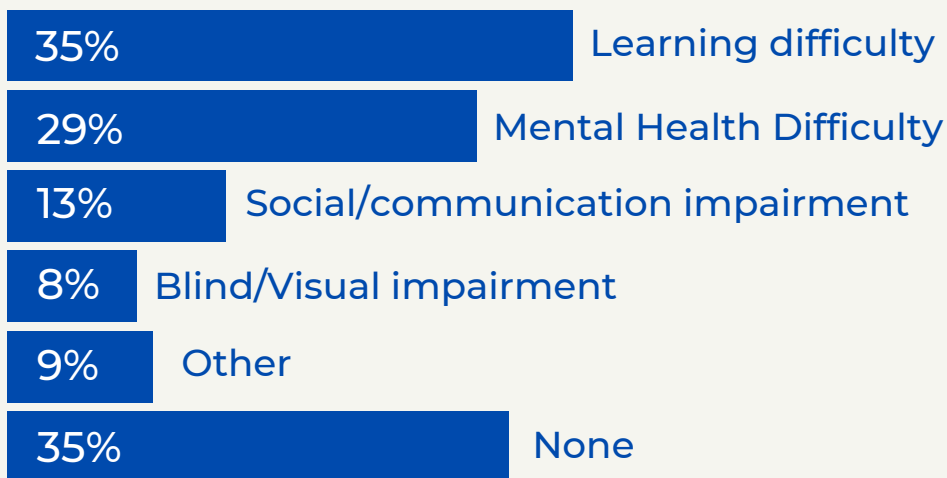 35% Learning difficulty
29% Mental Health Difficulty
13% Social/communication impairment
8% Blind/Visual impairment
9% Other
35% None